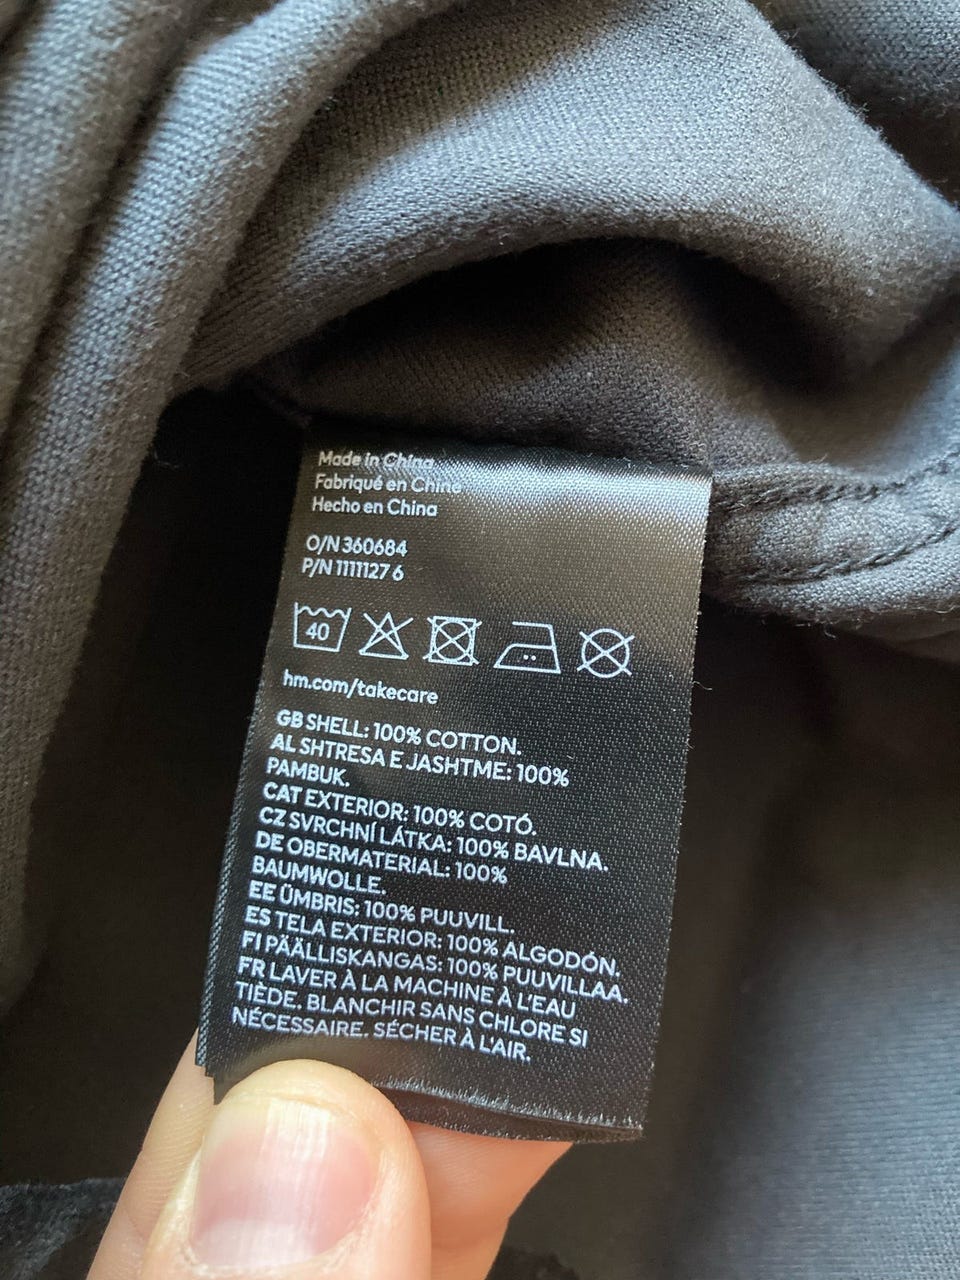 Made in China
Fabriqué en Chine
Hecho en China
O/N 360684
P/N 1111127 6
40
hm.com/takecare
GB SHELL: 100% COTTON.
AL SHTRESA E JASHTME: 100%
PAMBUK.
CAT EXTERIOR: 100% COTÓ.
CZ SVRCHNÍ LÁTKA: 100% BAVLNA.
DE OBERMATERIAL: 100%
BAUMWOLLE.
EE ÜMBRIS: 100% PUUVILL.
ES TELA EXTERIOR: 100% ALGODÓN.
FI PÄÄLLISKANGAS: 100% PUUVILLAA.
FR LAVER À LA MACHINE À L'EAU
TIÈDE. BLANCHIR SANS CHLORE SI
NÉCESSAIRE. SÉCHER À L'AIR.